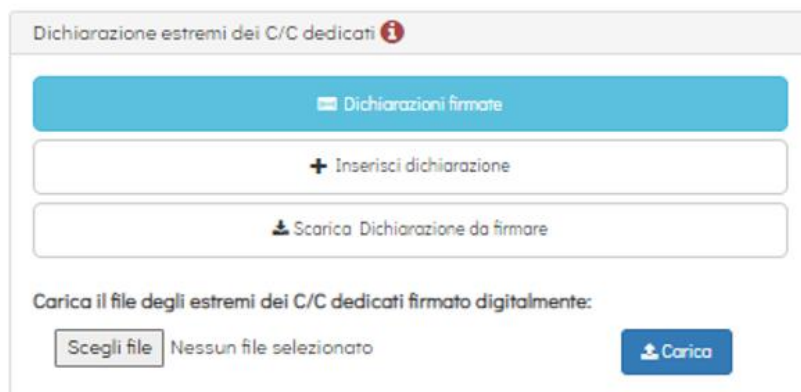 Dichiarazione estremi dei C/C dedicati
Dichiarazioni firmate
Inserisci dichiarazione
Scarica Dichiarazione da firmare
Carica il file degli estremi dei C/C dedicati firmato digitalmente:
Scegli file Nessun file selezionato Carica